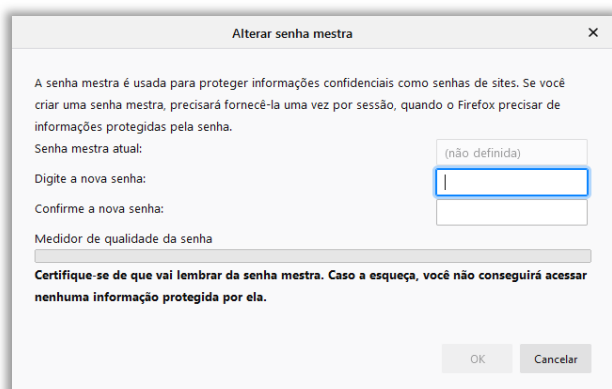 Alterar senha mestra
A senha mestra é usada para proteger informações confidenciais como senhas de sites. Se você
criar uma senha mestra, precisará fornecê-la uma vez por sessão, quando o Firefox precisar de
informações protegidas pela senha.
Senha mestra atual:
(não definida)
Digite a nova senha:
Confirme a nova senha:
Medidor de qualidade da senha
Certifique-se de que vai lembrar da senha mestra. Caso a esqueça, você não conseguirá acessar
nenhuma informação protegida por ela.
OK
Cancelar